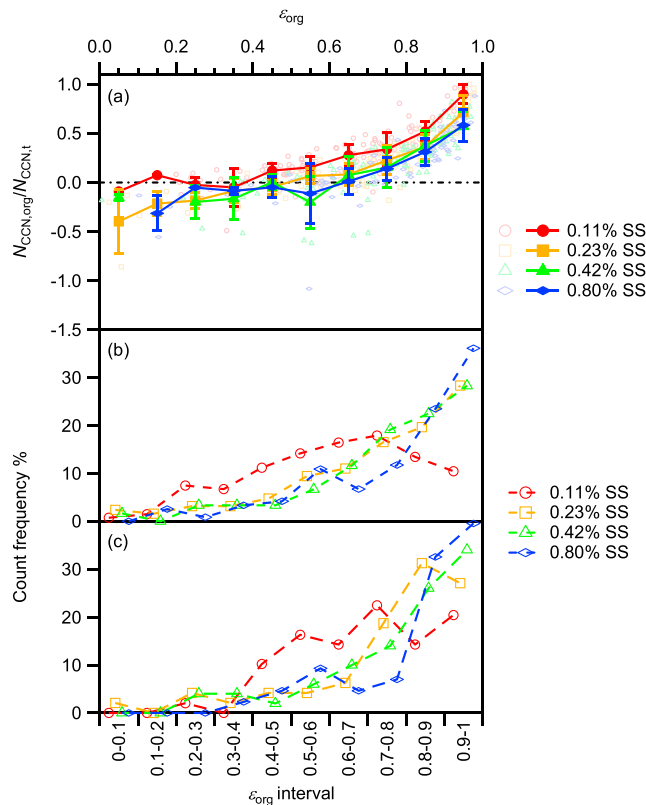 εorg
0.0 0.2 0.4 0.6 0.8 1.0
(a)
1.0
0.5
0.0
-0.5
-1.0
-1.5
NCCN,org/NCCN,t
0.11% SS
0.23% SS
0.42% SS
0.80% SS
(b)
30
20
10
0
Count frequency %
0.11% SS
0.23% SS
0.42% SS
0.80% SS
(c)
30
20
10
0
0-0.1 0.1-0.2 0.2-0.3 0.3-0.4 0.4-0.5 0.5-0.6 0.6-0.7 0.7-0.8 0.8-0.9 0.9-1
εorg interval